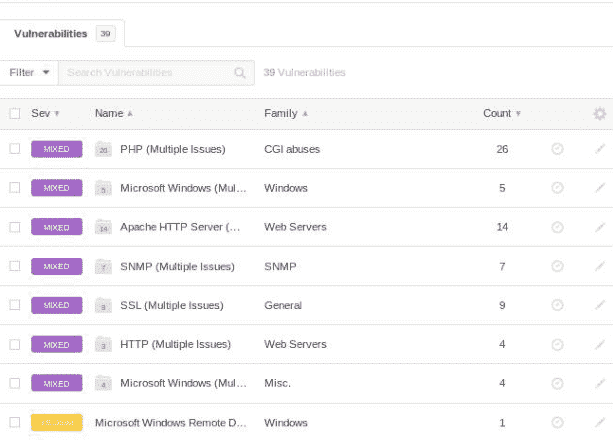 Vulnerabilities 39
Filter Search Vulnerabilities 39 Vulnerabilities
Sev Name Family Count
MIXED 26 PHP (Multiple Issues) CGI abuses 26
MIXED 5 Microsoft Windows (Mul... Windows 5
MIXED 14 Apache HTTP Server (... Web Servers 14
MIXED 7 SNMP (Multiple Issues) SNMP 7
MIXED SSL (Multiple Issues) General 9
MIXED HTTP (Multiple Issues) Web Servers 4
MIXED 4 Microsoft Windows (Mul... Misc. 4
Microsoft Windows Remote D... Windows 1